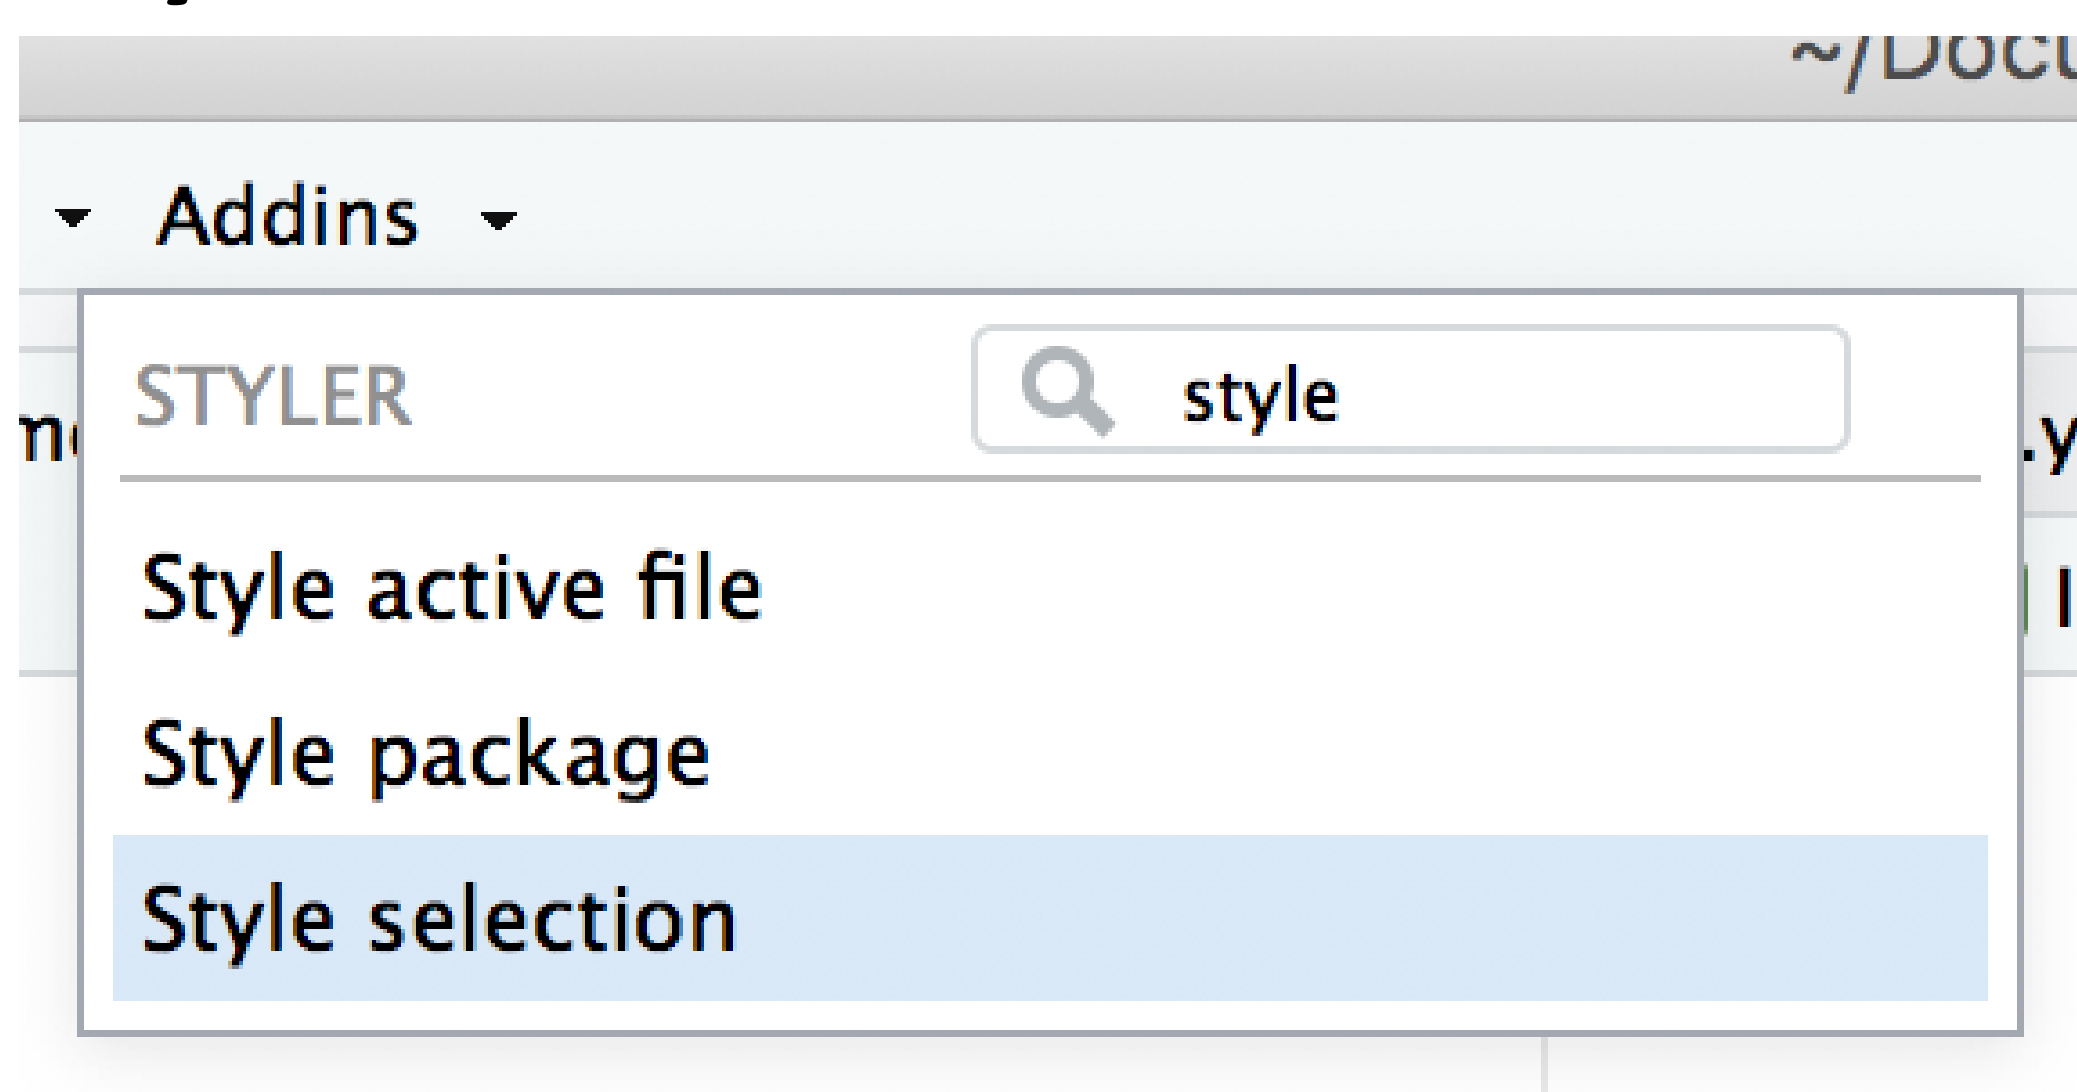 ~/Docu
Addins
STYLER
style
Style active file
Style package
Style selection